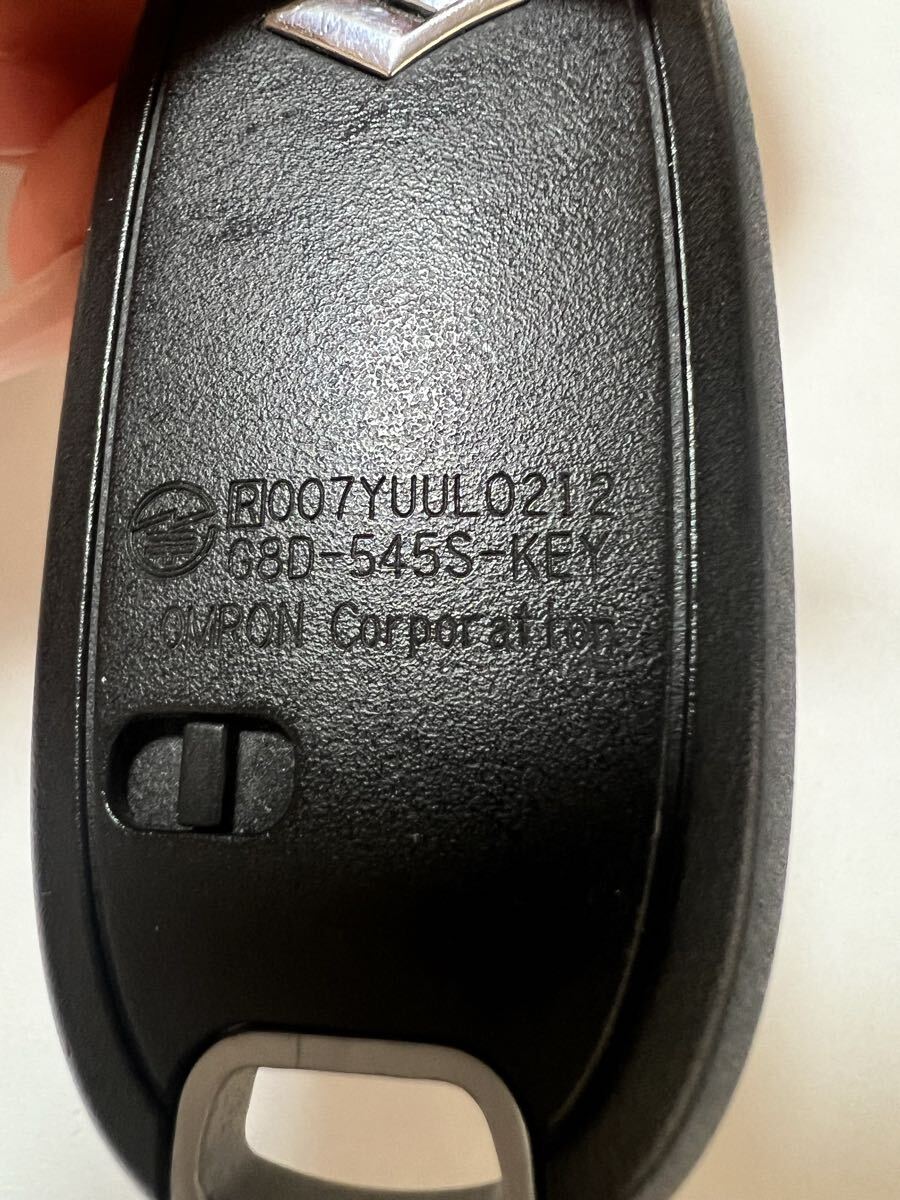 R007YUUL0212
G8D-545S-KEY
OMRON Corporation